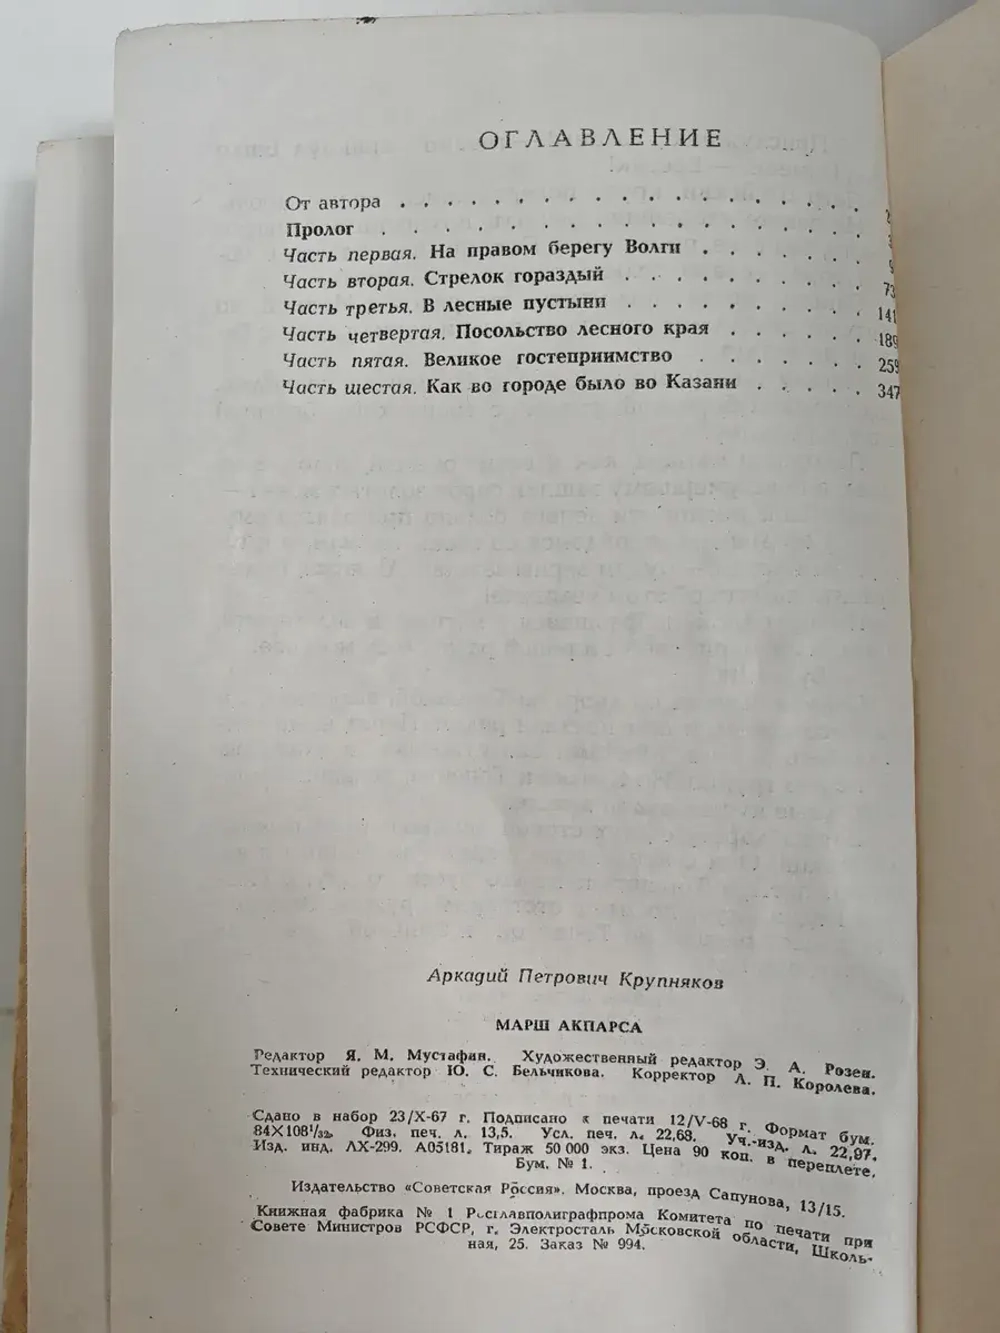 ОГЛАВЛЕНИЕ
От автора . . . . . . . . . . . . . . . .
Пролог . . . . . . . . . . . . . . . . .
Часть первая. На правом берегу Волги . . . . . . . 9
Часть вторая. Стрелок гораздый . . . . . . . . . . 73
Часть третья. В лесные пустыни . . . . . . . . . . 141
Часть четвертая. Посольство лесного края . . . . . . 189
Часть пятая. Великое гостеприимство . . . . . . . 259
Часть шестая. Как во городе было во Казани . . . . . 347
Аркадий Петрович Крупняков
МАРШ АКПАРСА
Редактор Я. М. Мустафин. Художественный редактор Э. А. Розен.
Технический редактор Ю. С. Бельчикова. Корректор Л. П. Королева.
Сдано в набор 23/X-67 г. Подписано к печати 12/V-68 г. Формат бум.
84×108¹/₃₂. Физ. печ. л. 13,5. Усл. печ. л. 22,68. Уч.-изд. л. 22,97.
Изд. инд. ЛХ-299. А05181. Тираж 50 000 экз. Цена 90 коп. в переплете.
Бум. № 1.
Издательство «Советская Россия». Москва, проезд Сапунова, 13/15.
Книжная фабрика № 1 Росглавполиграфпрома Комитета по печати при
Совете Министров РСФСР, г. Электросталь Московской области, Школь-
ная, 25. Заказ № 994.